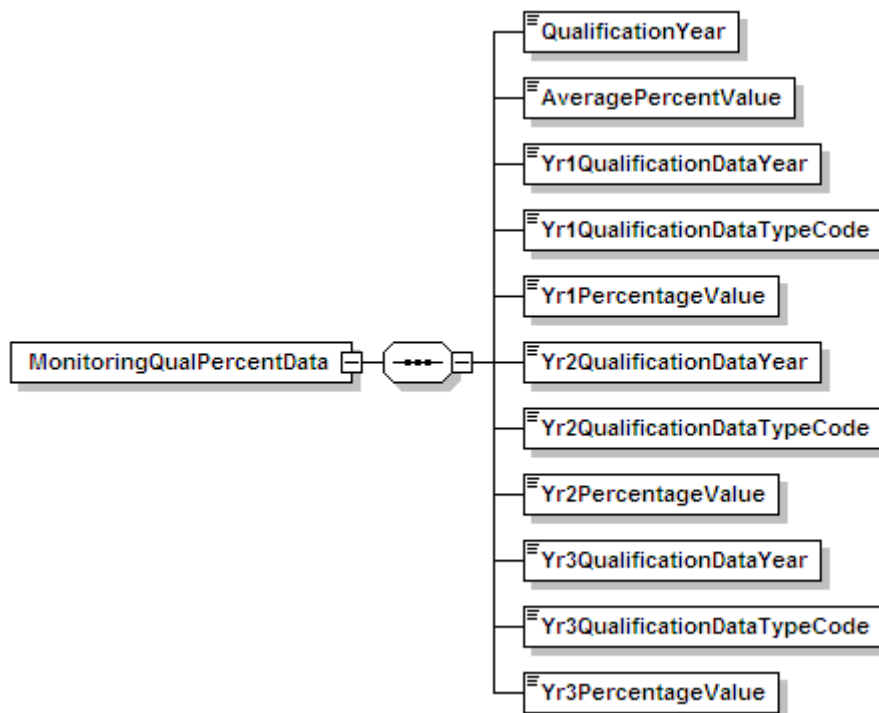 QualificationYear
AveragePercentValue
Yr1QualificationDataYear
Yr1QualificationDataTypeCode
Yr1PercentageValue
MonitoringQualPercentData
Yr2QualificationDataYear
Yr2QualificationDataTypeCode
Yr2PercentageValue
Yr3QualificationDataYear
Yr3QualificationDataTypeCode
Yr3PercentageValue